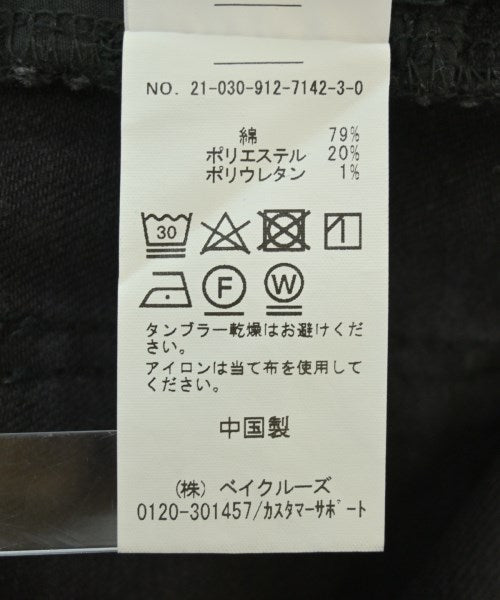 NO. 21-030-912-7142-3-0
綿 79%
ポリエステル 20%
ポリウレタン 1%
30
F W
タンブラー乾燥はお避けくだ
さい。
アイロンは当て布を使用して
ください。
中国製
(株) ベイクルーズ
0120-301457/カスタマーサポート